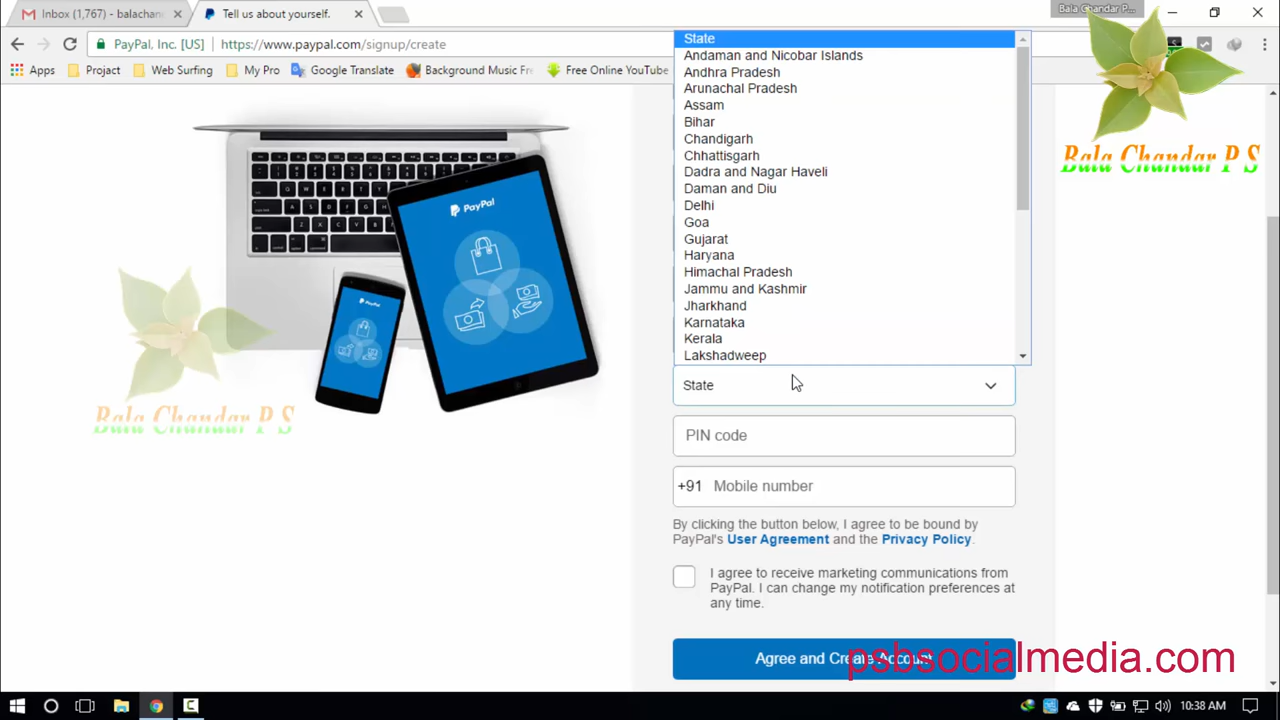 Inbox (1,767) - balachan
Tell us about yourself.
Bala Chandar P...
PayPal, Inc. [US]
https://www.paypal.com/signup/create
Apps
Project
Web Surfing
My Pro
Google Translate
Background Music Fr
Free Online YouTub
State
Andaman and Nicobar Islands
Andhra Pradesh
Arunachal Pradesh
Assam
Bihar
Chandigarh
Chhattisgarh
Dadra and Nagar Haveli
Daman and Diu
Delhi
Goa
Gujarat
Haryana
Himachal Pradesh
Jammu and Kashmir
Jharkhand
Karnataka
Kerala
Lakshadweep
State
PIN code
+91 Mobile number
By clicking the button below, I agree to be bound by
PayPal's User Agreement and the Privacy Policy.
I agree to receive marketing communications from
PayPal. I can change my notification preferences at
any time.
Agree and Create Account
psbsocialmedia.com
Bala Chandar P S
PayPal
PayPal
Bala Chandar P S
10:38 AM